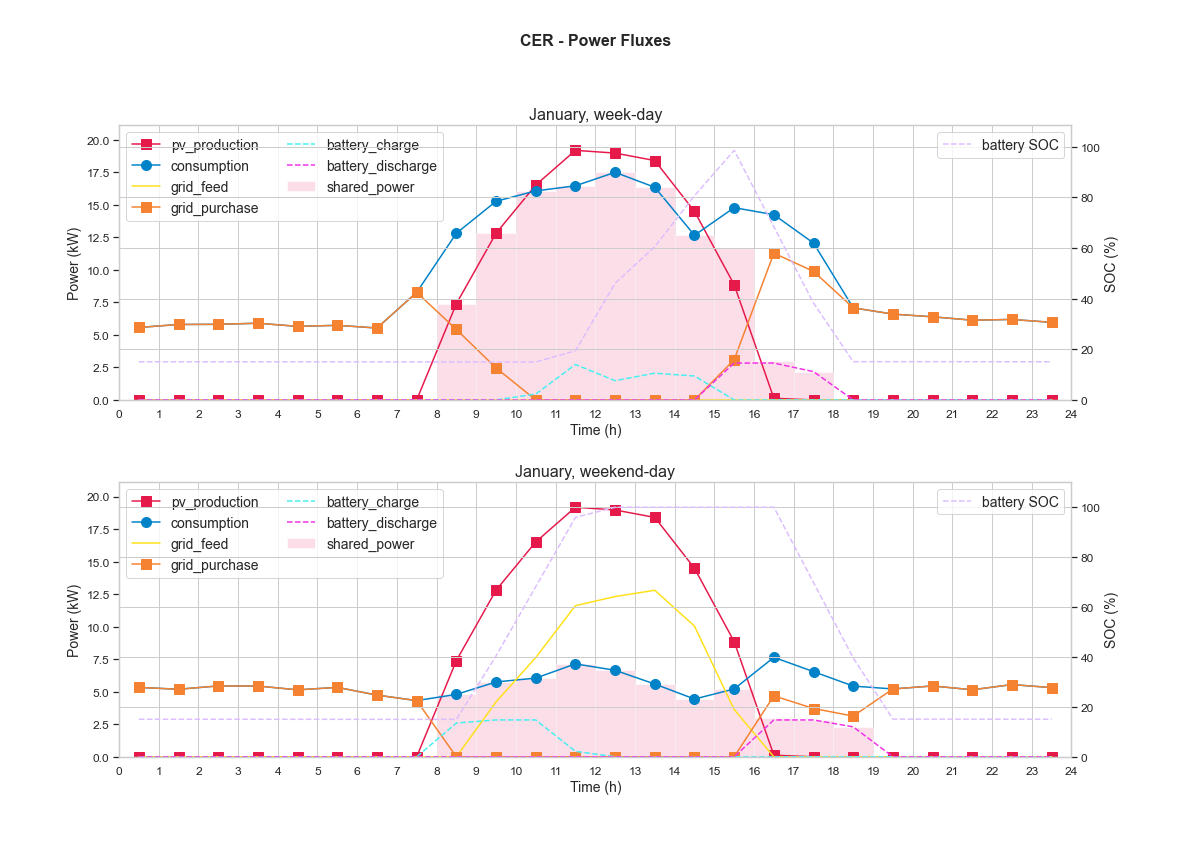 CER - Power Fluxes
January, week-day
pv_production
consumption
grid_feed
grid_purchase
battery_charge
battery_discharge
shared_power
battery SOC
Power (kW)
20.0
17.5
15.0
12.5
10.0
7.5
5.0
2.5
0.0
SOC (%)
100
80
60
40
20
0
0 1 2 3 4 5 6 7 8 9 10 11 12 13 14 15 16 17 18 19 20 21 22 23 24
Time (h)
January, weekend-day
pv_production
consumption
grid_feed
grid_purchase
battery_charge
battery_discharge
shared_power
battery SOC
Power (kW)
20.0
17.5
15.0
12.5
10.0
7.5
5.0
2.5
0.0
SOC (%)
100
80
60
40
20
0
0 1 2 3 4 5 6 7 8 9 10 11 12 13 14 15 16 17 18 19 20 21 22 23 24
Time (h)